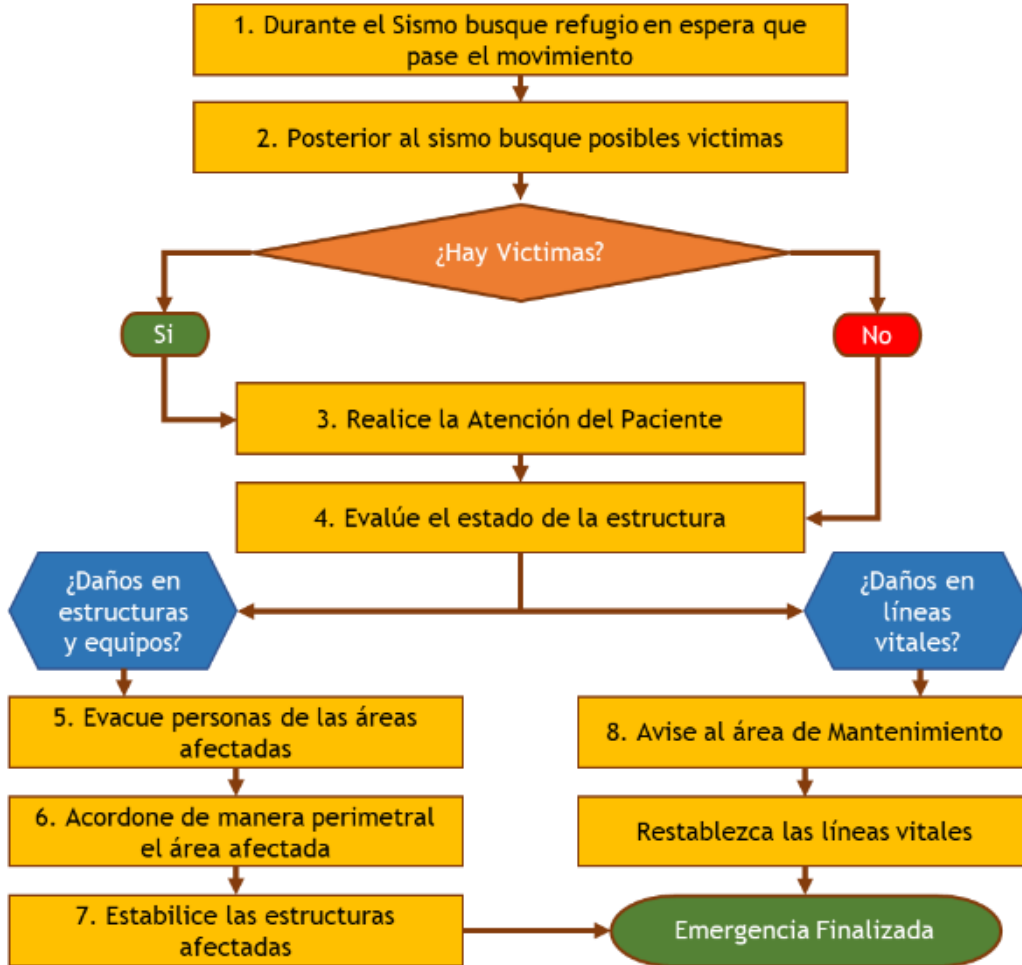 1. Durante el Sismo busque refugio en espera que
pase el movimiento
2. Posterior al sismo busque posibles victimas
¿Hay Victimas?
Si
No
3. Realice la Atención del Paciente
4. Evalúe el estado de la estructura
¿Daños en
estructuras
y equipos?
¿Daños en
líneas
vitales?
5. Evacue personas de las áreas
afectadas
8. Avise al área de Mantenimiento
6. Acordone de manera perimetral
el área afectada
Restablezca las líneas vitales
7. Estabilice las estructuras
afectadas
Emergencia Finalizada